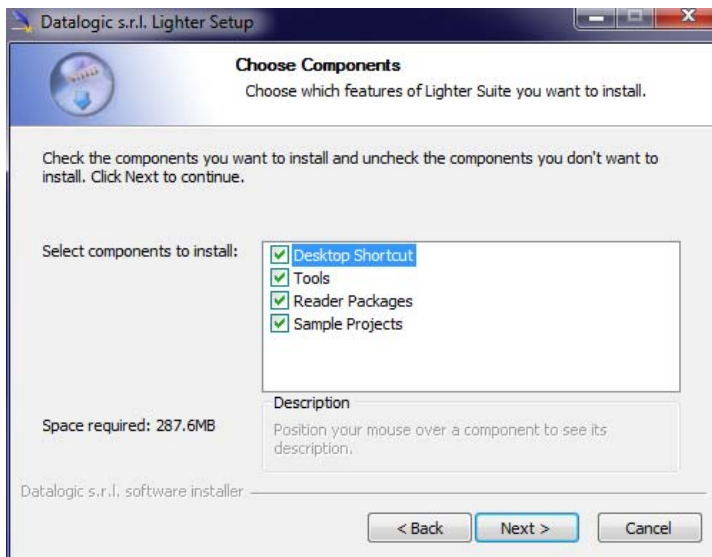 Datalogic s.r.l. Lighter Setup
Choose Components
Choose which features of Lighter Suite you want to install.
Check the components you want to install and uncheck the components you don't want to
install. Click Next to continue.
Select components to install:
Desktop Shortcut
Tools
Reader Packages
Sample Projects
Space required: 287.6MB
Description
Position your mouse over a component to see its
description.
Datalogic s.r.l. software installer
< Back
Next >
Cancel